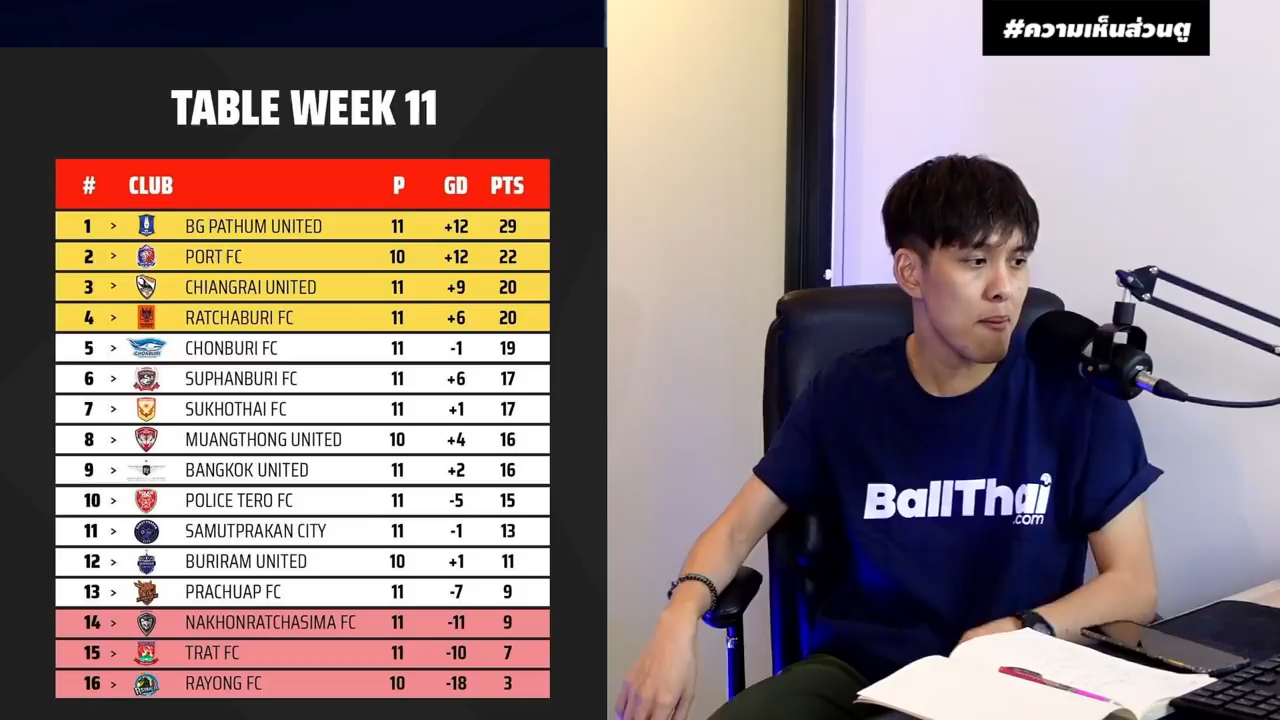 #ความเห็นส่วนตู
TABLE WEEK 11
# CLUB P GD PTS
1 > BG PATHUM UNITED 11 +12 29
2 > PORT FC 10 +12 22
3 > CHIANGRAI UNITED 11 +9 20
4 > RATCHABURI FC 11 +6 20
5 > CHONBURI FC 11 -1 19
6 > SUPHANBURI FC 11 +6 17
7 > SUKHOTHAI FC 11 +1 17
8 > MUANGTHONG UNITED 10 +4 16
9 > BANGKOK UNITED 11 +2 16
10 > POLICE TERO FC 11 -5 15
11 > SAMUTPRAKAN CITY 11 -1 13
12 > BURIRAM UNITED 10 +1 11
13 > PRACHUAP FC 11 -7 9
14 > NAKHONRATCHASIMA FC 11 -11 9
15 > TRAT FC 11 -10 7
16 > RAYONG FC 10 -18 3
BallThai
.com